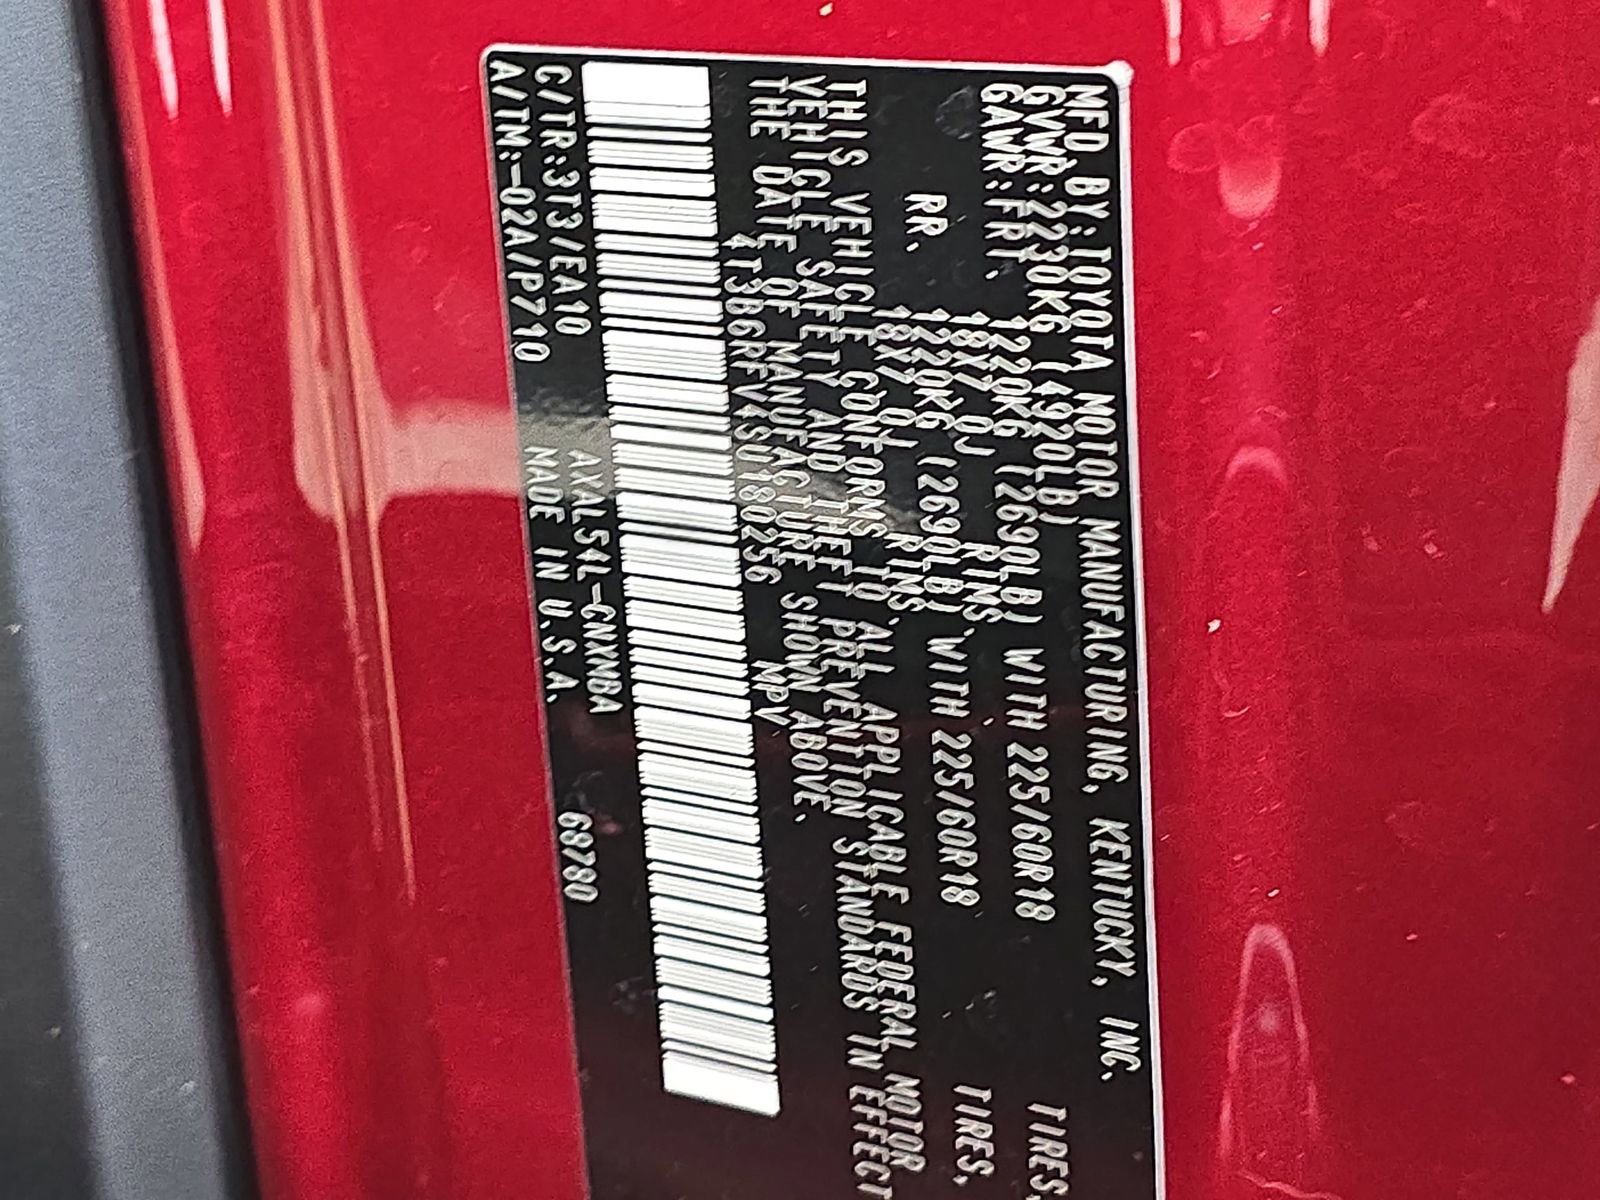 MFD BY:TOYOTA MOTOR MANUFACTURING, KENTUCKY, INC.
GVWR:2230KG (4920LB)
GAWR:FRT. 1220KG (2690LB) WITH 225/60R18 TIRES,
18X7.0J RIMS,
RR. 1220KG (2690LB) WITH 225/60R18 TIRES,
18X7.0J RIMS,
THIS VEHICLE CONFORMS TO ALL APPLICABLE FEDERAL MOTOR
VEHICLE SAFETY AND THEFT PREVENTION STANDARDS IN EFFECT
THE DATE OF MANUFACTURE SHOWN ABOVE.
4T3B6RFV4SU180256 MPV
C/TR:3T3/EA10 AXAL54L-CNXMBA G8780
A/TM:-02A/P710 MADE IN U.S.A.